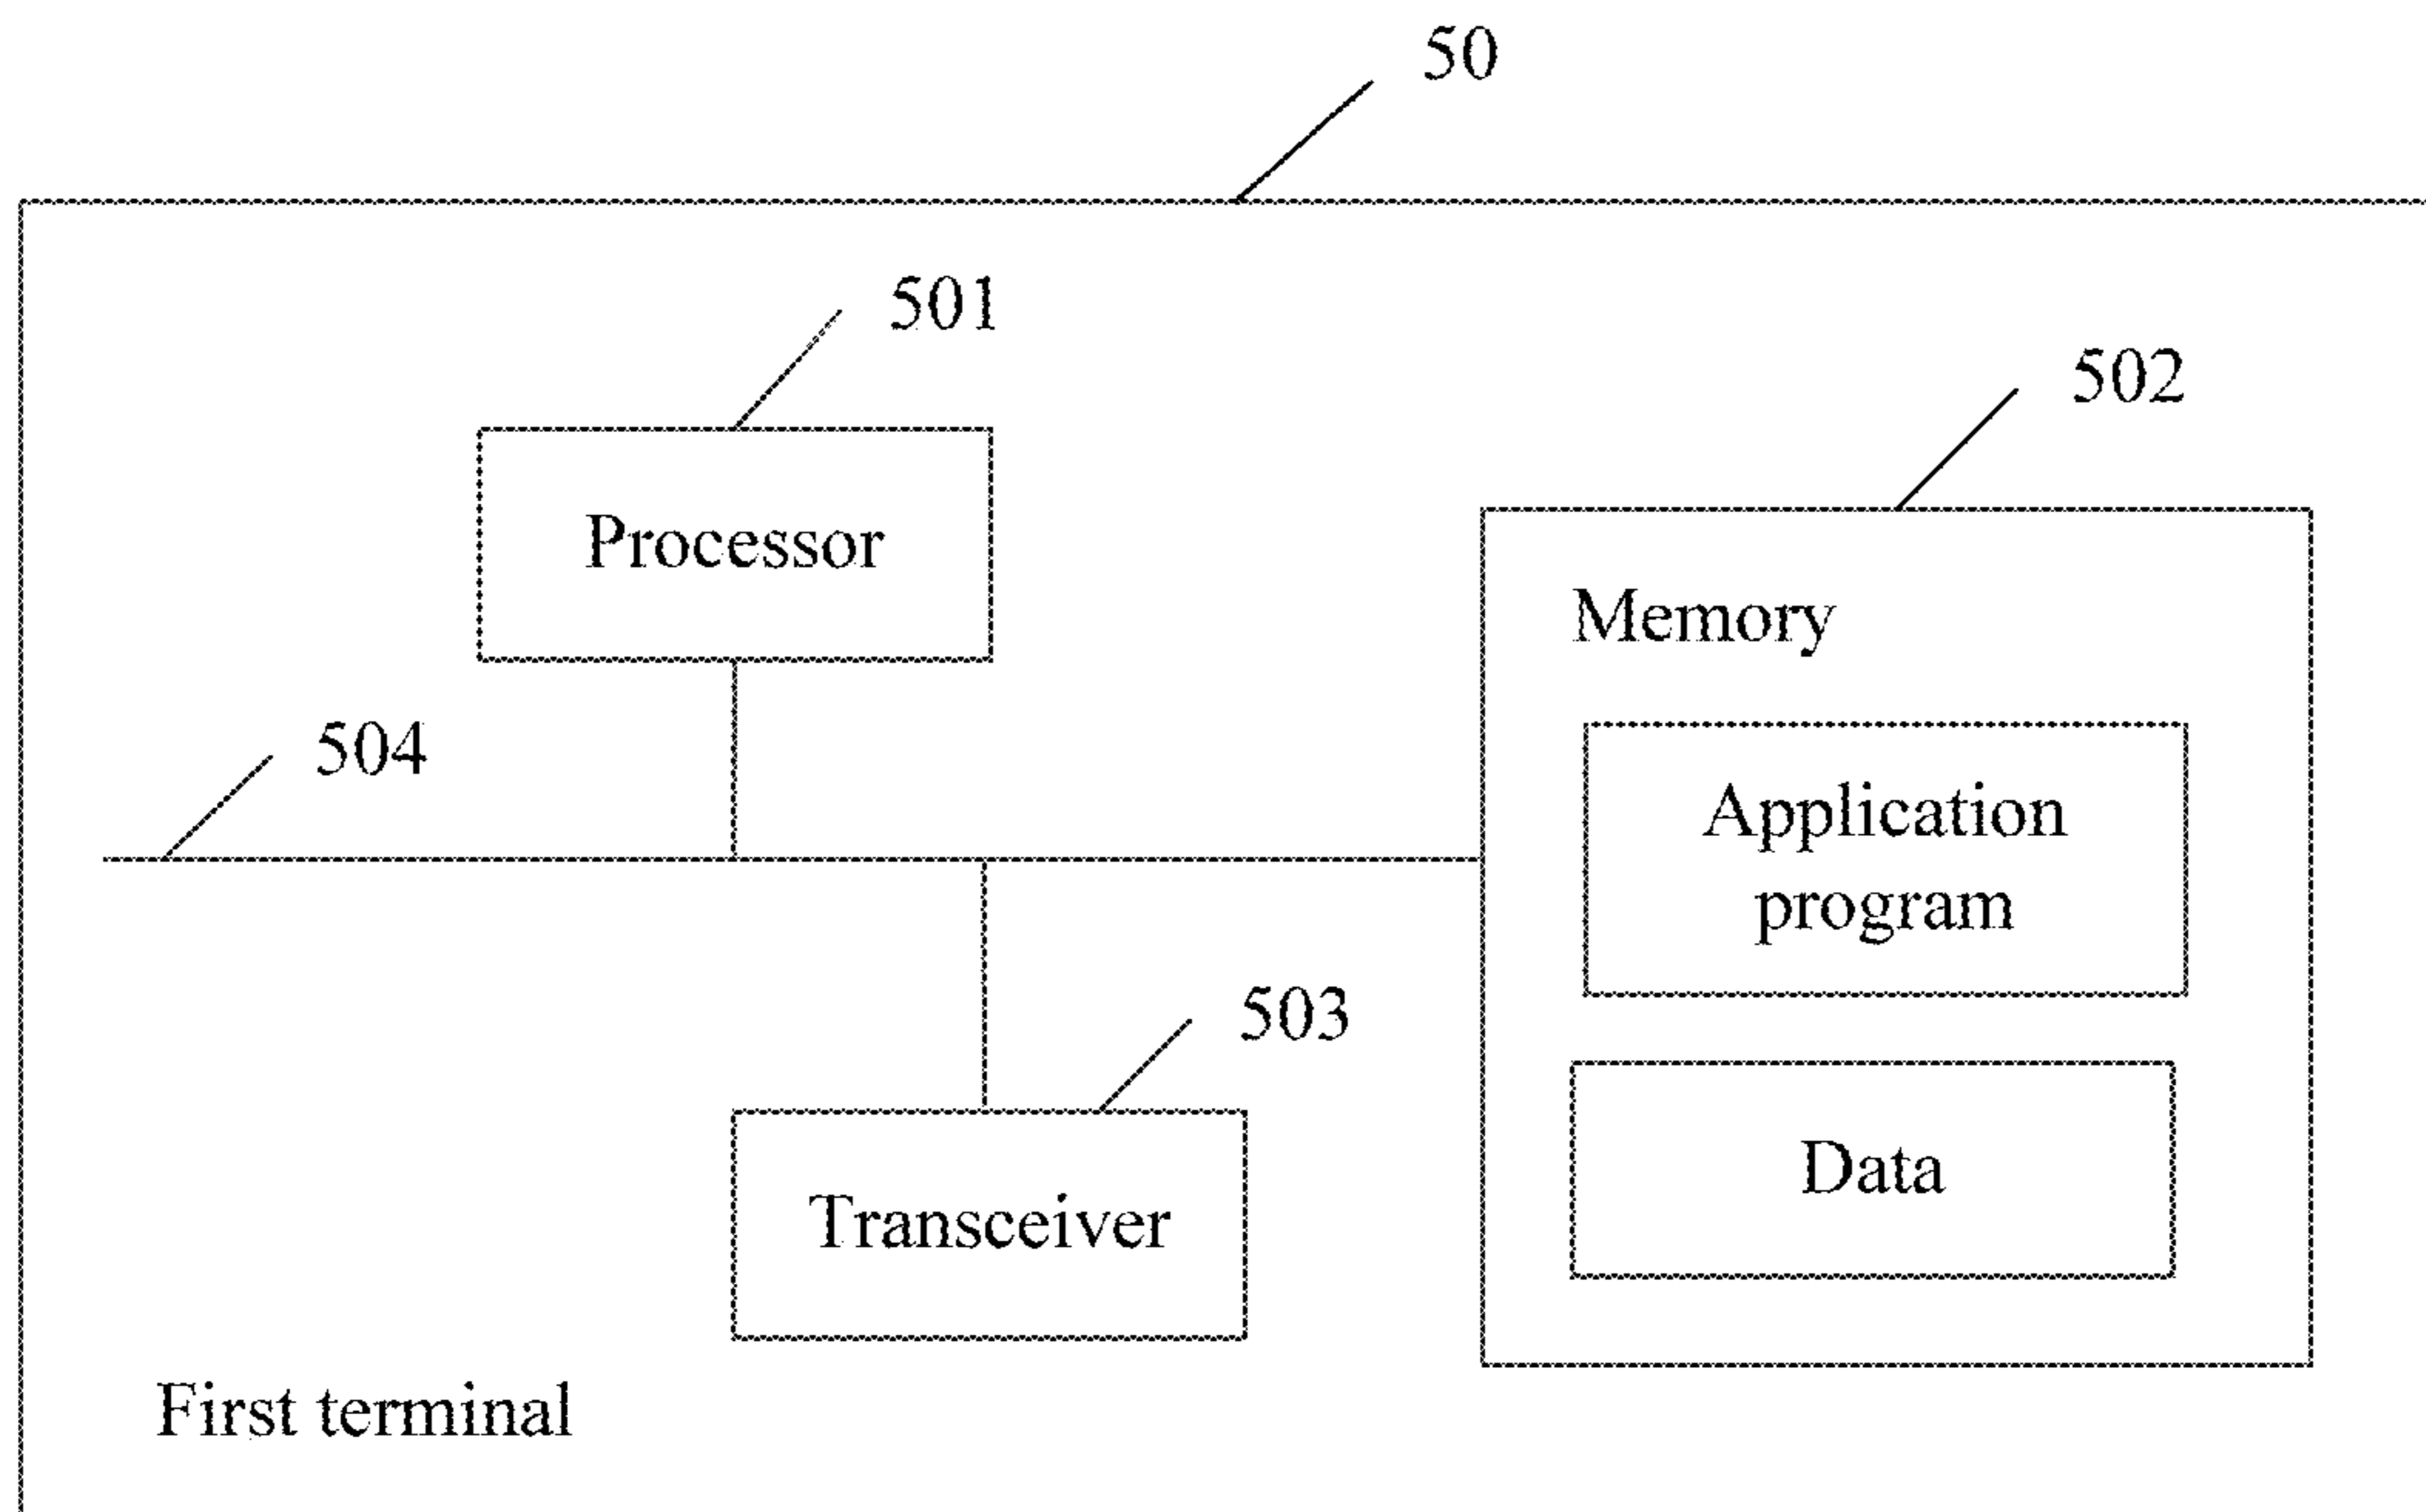 50
501
502
Processor
Memory
504
Application
program
503
Data
Transceiver
First terminal